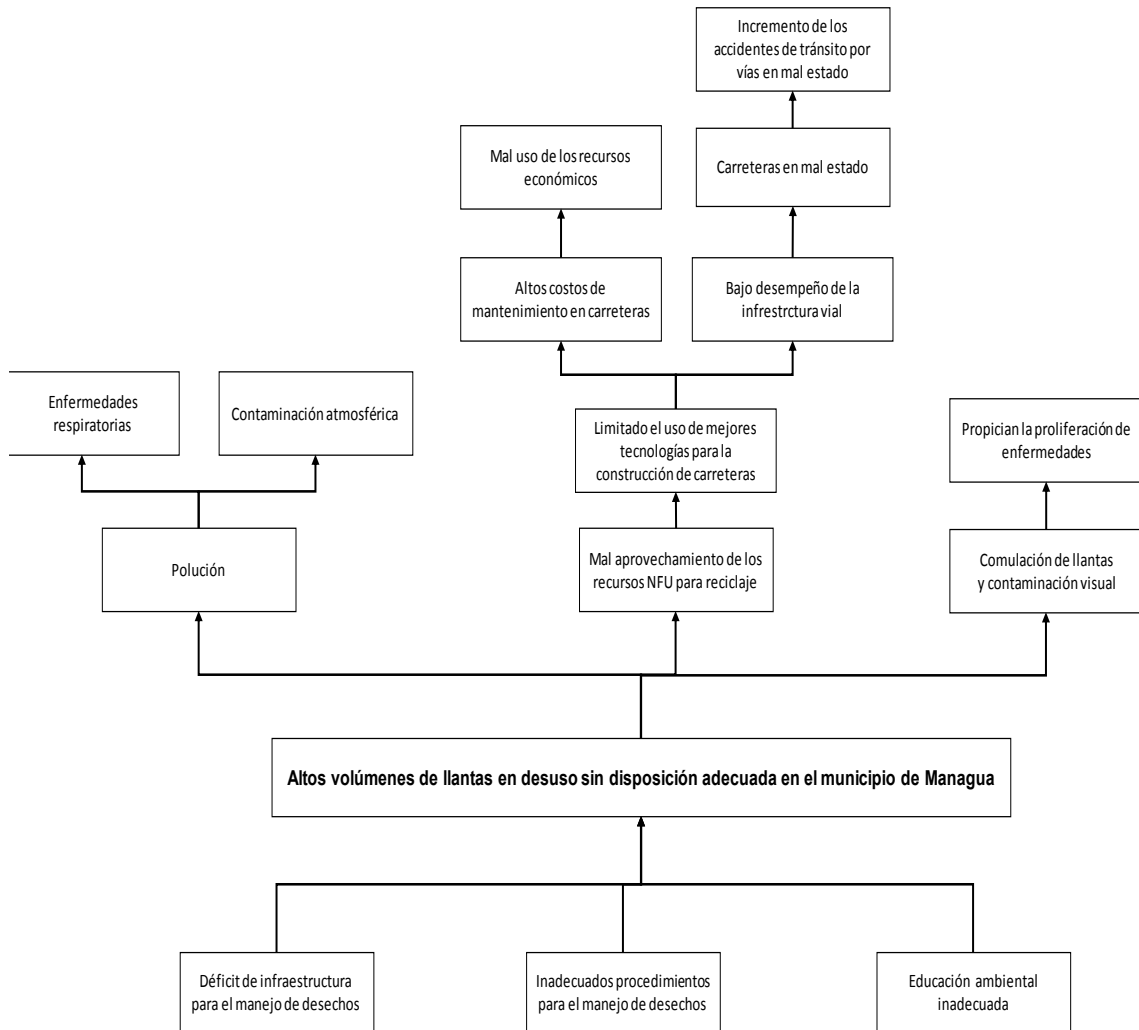 Incremento de los
accidentes de tránsito por
vías en mal estado
Mal uso de los recursos
económicos
Carreteras en mal estado
Altos costos de
mantenimiento en carreteras
Bajo desempeño de la
infrestrctura vial
Enfermedades
respiratorias
Contaminación atmosférica
Limitado el uso de mejores
tecnologías para la
construcción de carreteras
Propician la proliferación de
enfermedades
Polución
Mal aprovechamiento de los
recursos NFU para reciclaje
Comulación de llantas
y contaminación visual
Altos volúmenes de llantas en desuso sin disposición adecuada en el municipio de Managua
Déficit de infraestructura
para el manejo de desechos
Inadecuados procedimientos
para el manejo de desechos
Educación ambiental
inadecuada